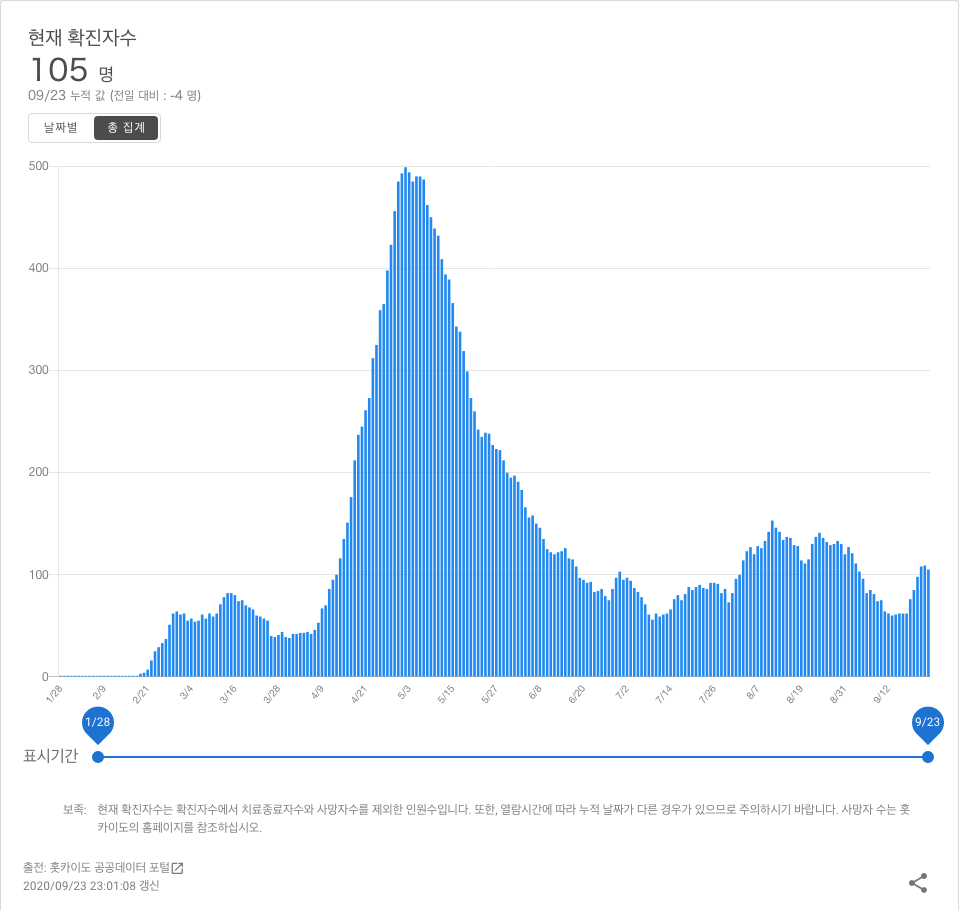 현재 확진자수
105 명
09/23 누적 값 (전일 대비 : -4 명)
날짜별 총 집계
500
400
300
200
100
0
1/28 2/9 2/21 3/4 3/16 3/28 4/9 4/21 5/3 5/15 5/27 6/8 6/20 7/2 7/14 7/26 8/7 8/19 8/31 9/12
1/28 9/23
표시기간
보족: 현재 확진자수는 확진자수에서 치료종료자수와 사망자수를 제외한 인원수입니다. 또한, 열람시간에 따라 누적 날짜가 다른 경우가 있으므로 주의하시기 바랍니다. 사망자 수는 홋
카이도의 홈페이지를 참조하십시오.
출전: 홋카이도 공공데이터 포털
2020/09/23 23:01:08 갱신